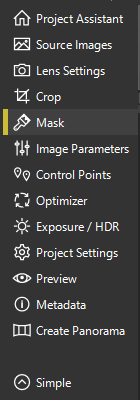 Project Assistant
Source Images
Lens Settings
Crop
Mask
Image Parameters
Control Points
Optimizer
Exposure / HDR
Project Settings
Preview
Metadata
Create Panorama
Simple